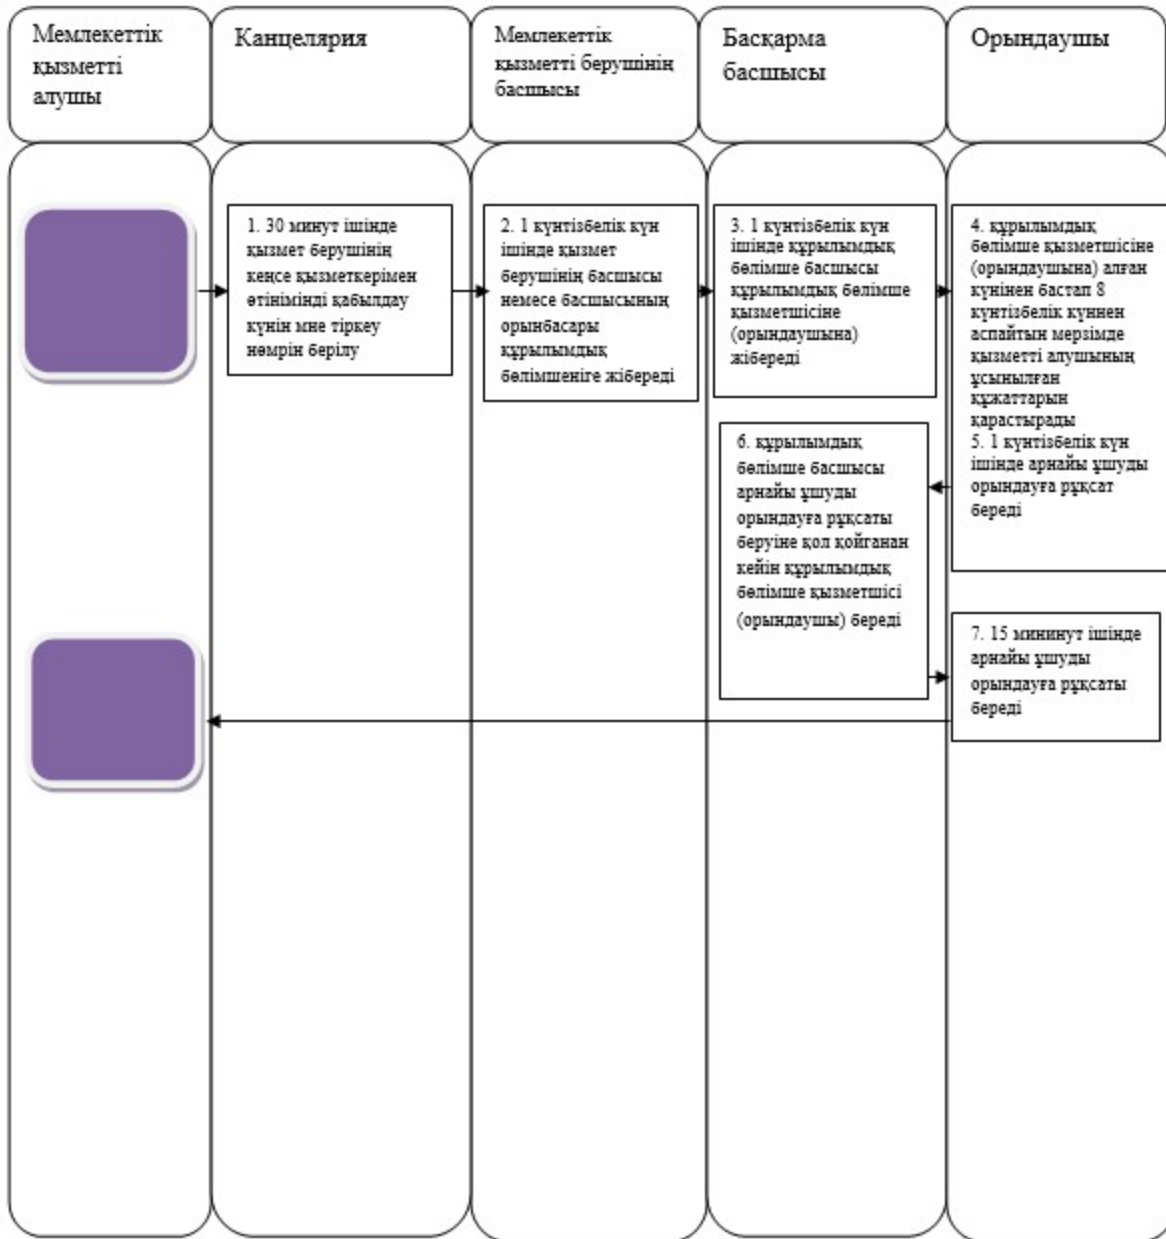 Мемлекеттік
қызметті
алушы
Канцелярия
Мемлекеттік
қызметті берушінің
басшысы
Басқарма
басшысы
Орындаушы
1. 30 минут ішінде
қызмет берушінің
кеңсе қызметкерімен
өтінімінді қабылдау
күнін мне тіркеу
нөмрін берілу
2. 1 күнтізбелік күн
ішінде қызмет
берушінің басшысы
немесе басшысының
орынбасары
құрылымдық
бөлімшеніге жібереді
3. 1 күнтізбелік күн
ішінде құрылымдық
бөлімше басшысы
құрылымдық бөлімше
қызметшісіне
(орындаушына)
жібереді
4. құрылымдық
бөлімше қызметшісіне
(орындаушына) алған
күнінен бастап 8
күнтізбелік күннен
аспайтын мерзімде
қызметті алушының
ұсынылған
құжаттарын
қарастырады
5. 1 күнтізбелік күн
ішінде арнайы ұшуды
орындауға рұқсат
береді
6. құрылымдық
бөлімше басшысы
арнайы ұшуды
орындауға рұқсаты
беруіне қол қойганан
кейін құрылымдық
бөлімше қызметшісі
(орындаушы) береді
7. 15 мининут ішінде
арнайы ұшуды
орындауға рұқсаты
береді